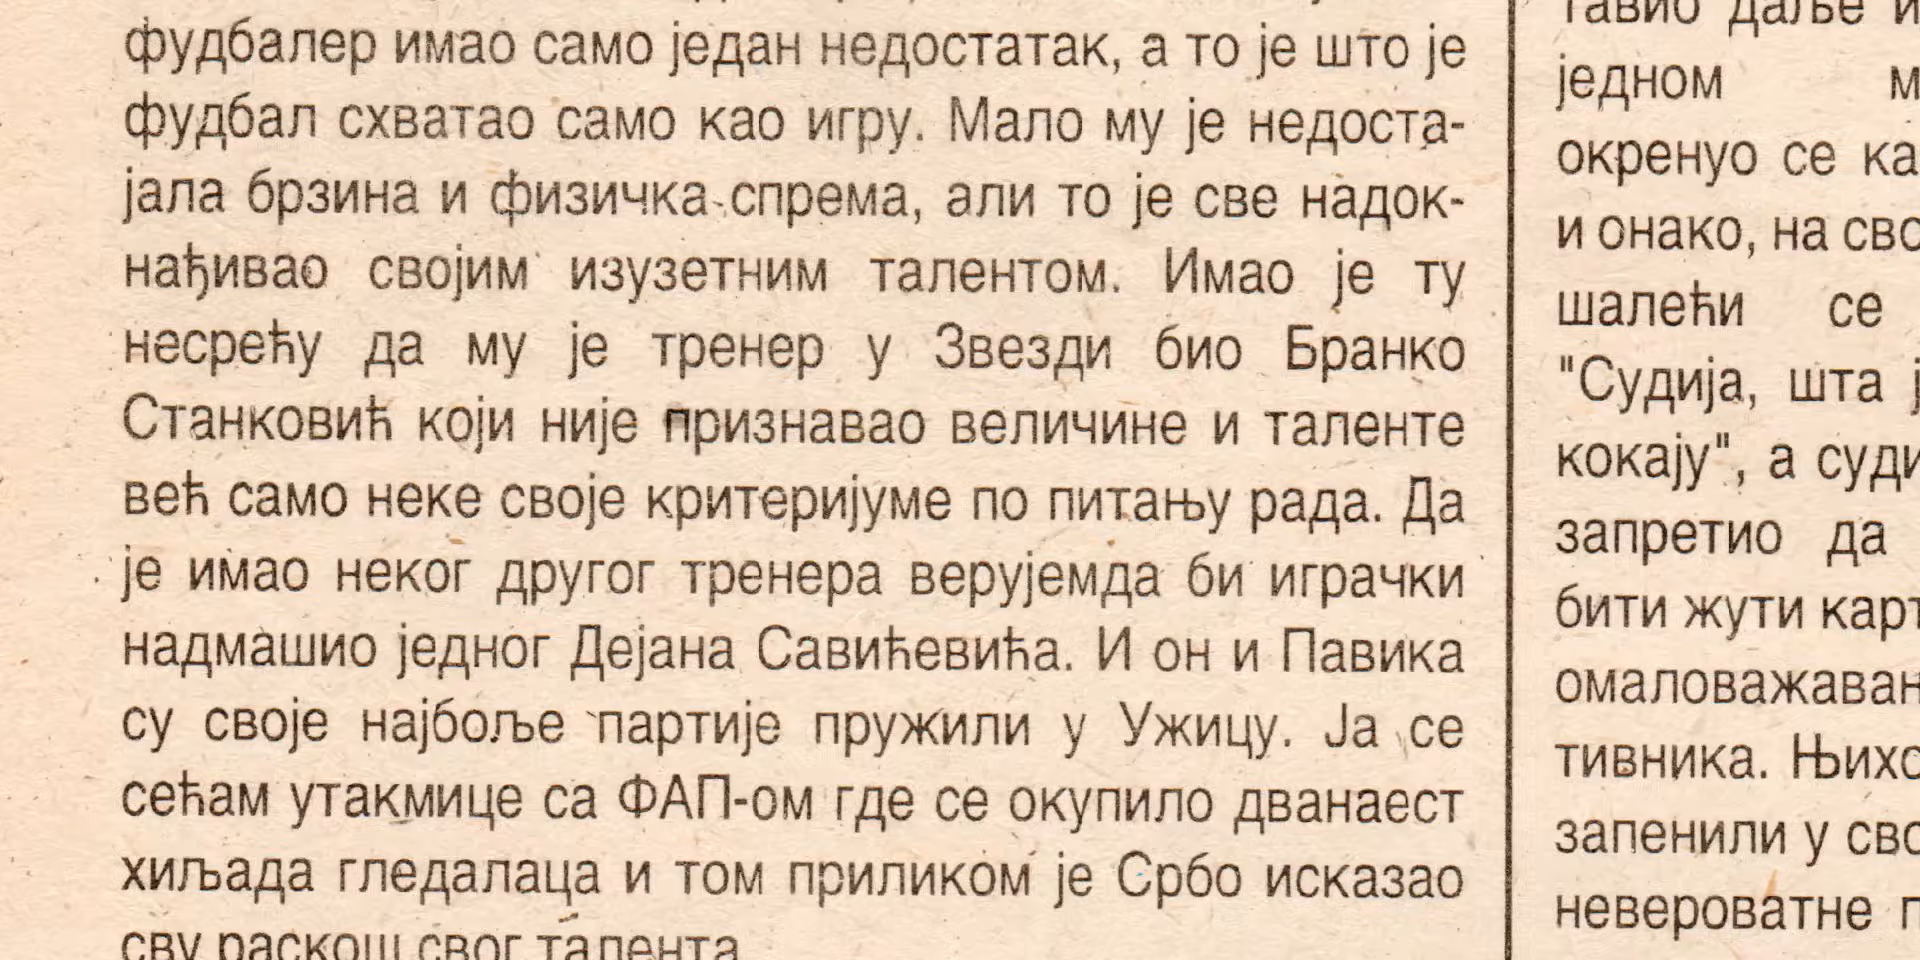 фудбалер имао само један недостатак, а то је што је
фудбал схватао само као игру. Мало му је недоста-
јала брзина и физичка спрема, али то је све надок-
нађивао својим изузетним талентом. Имао је ту
несрећу да му је тренер у Звезди био Бранко
Станковић који није признавао величине и таленте
већ само неке своје критеријуме по питању рада. Да
је имао неког другог тренера верујемда би играчки
надмашио једног Дејана Савићевића. И он и Павика
су своје најбоље партије пружили у Ужицу. Ја се
сећам утакмице са ФАП-ом где се окупило дванаест
хиљада гледалаца и том приликом је Србо исказао
сву раскош свог талента
тавио даље и
једном м
окренуо се ка
и онако, на сво
шалећи се
"Судија, шта ј
кокају", а суди
запретио да
бити жути карт
омаловажаван
тивника. Њихо
запенили у сво
невероватне п